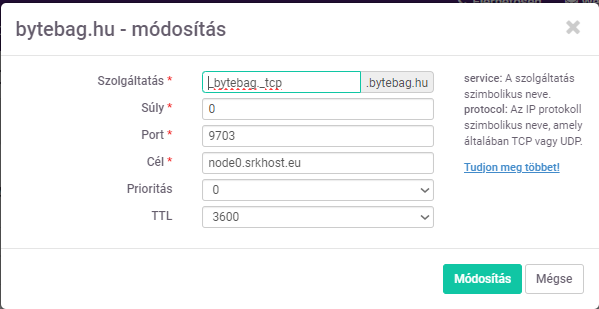 bytebag.hu - módosítás
×
Szolgáltatás * _bytebag._tcp .bytebag.hu
Súly * 0
Port * 9703
Cél * node0.srkhost.eu
Prioritás 0
TTL 3600
service: A szolgáltatás
szimbolikus neve.
protocol: Az IP protokoll
szimbolikus neve, amely
általában TCP vagy UDP.
Tudjon meg többet!
Módosítás Mégse